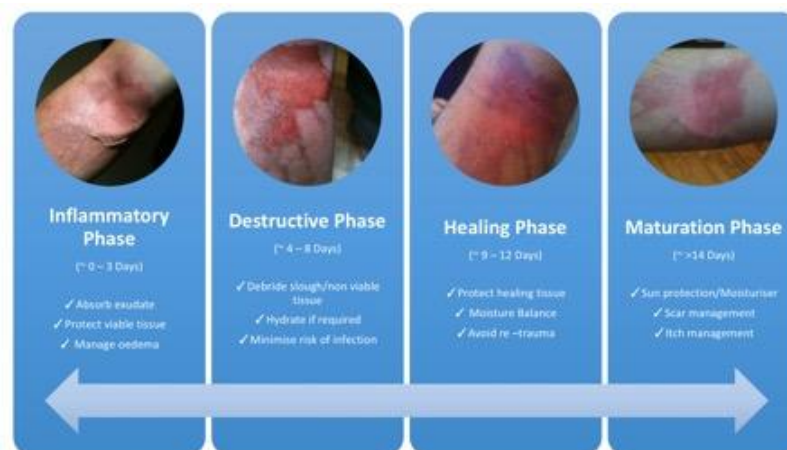 Inflammatory
Phase
(~ 0 – 3 Days)
✓Absorb exudate
✓Protect viable tissue
✓ Manage oedema
Destructive Phase
(~ 4 – 8 Days)
✓Debride slough/non viable
tissue
✓Hydrate if required
✓Minimise risk of infection
Healing Phase
(~ 9 – 12 Days)
✓Protect healing tissue
✓ Moisture Balance
✓Avoid re –trauma
Maturation Phase
(~ >14 Days)
✓Sun protection/Moisturiser
✓Scar management
✓Itch management